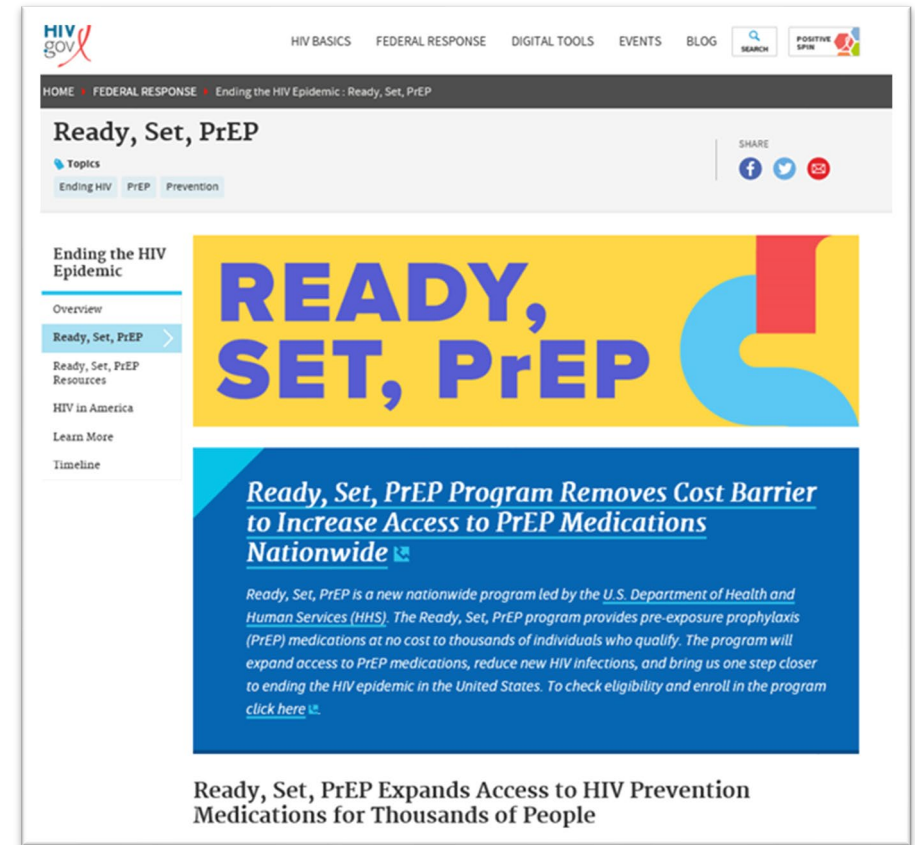 HIV
gov
HIV BASICS FEDERAL RESPONSE DIGITAL TOOLS EVENTS BLOG SEARCH POSITIVE SPIN
HOME FEDERAL RESPONSE Ending the HIV Epidemic : Ready, Set, PrEP
Ready, Set, PrEP
Topics
Ending HIV PrEP Prevention
SHARE
Ending the HIV
Epidemic
Overview
Ready, Set, PrEP
Ready, Set, PrEP
Resources
HIV in America
Learn More
Timeline
READY,
SET, PrEP
Ready, Set, PrEP Program Removes Cost Barrier
to Increase Access to PrEP Medications
Nationwide
Ready, Set, PrEP is a new nationwide program led by the U.S. Department of Health and
Human Services (HHS). The Ready, Set, PrEP program provides pre-exposure prophylaxis
(PrEP) medications at no cost to thousands of individuals who qualify. The program will
expand access to PrEP medications, reduce new HIV infections, and bring us one step closer
to ending the HIV epidemic in the United States. To check eligibility and enroll in the program
click here
Ready, Set, PrEP Expands Access to HIV Prevention
Medications for Thousands of People